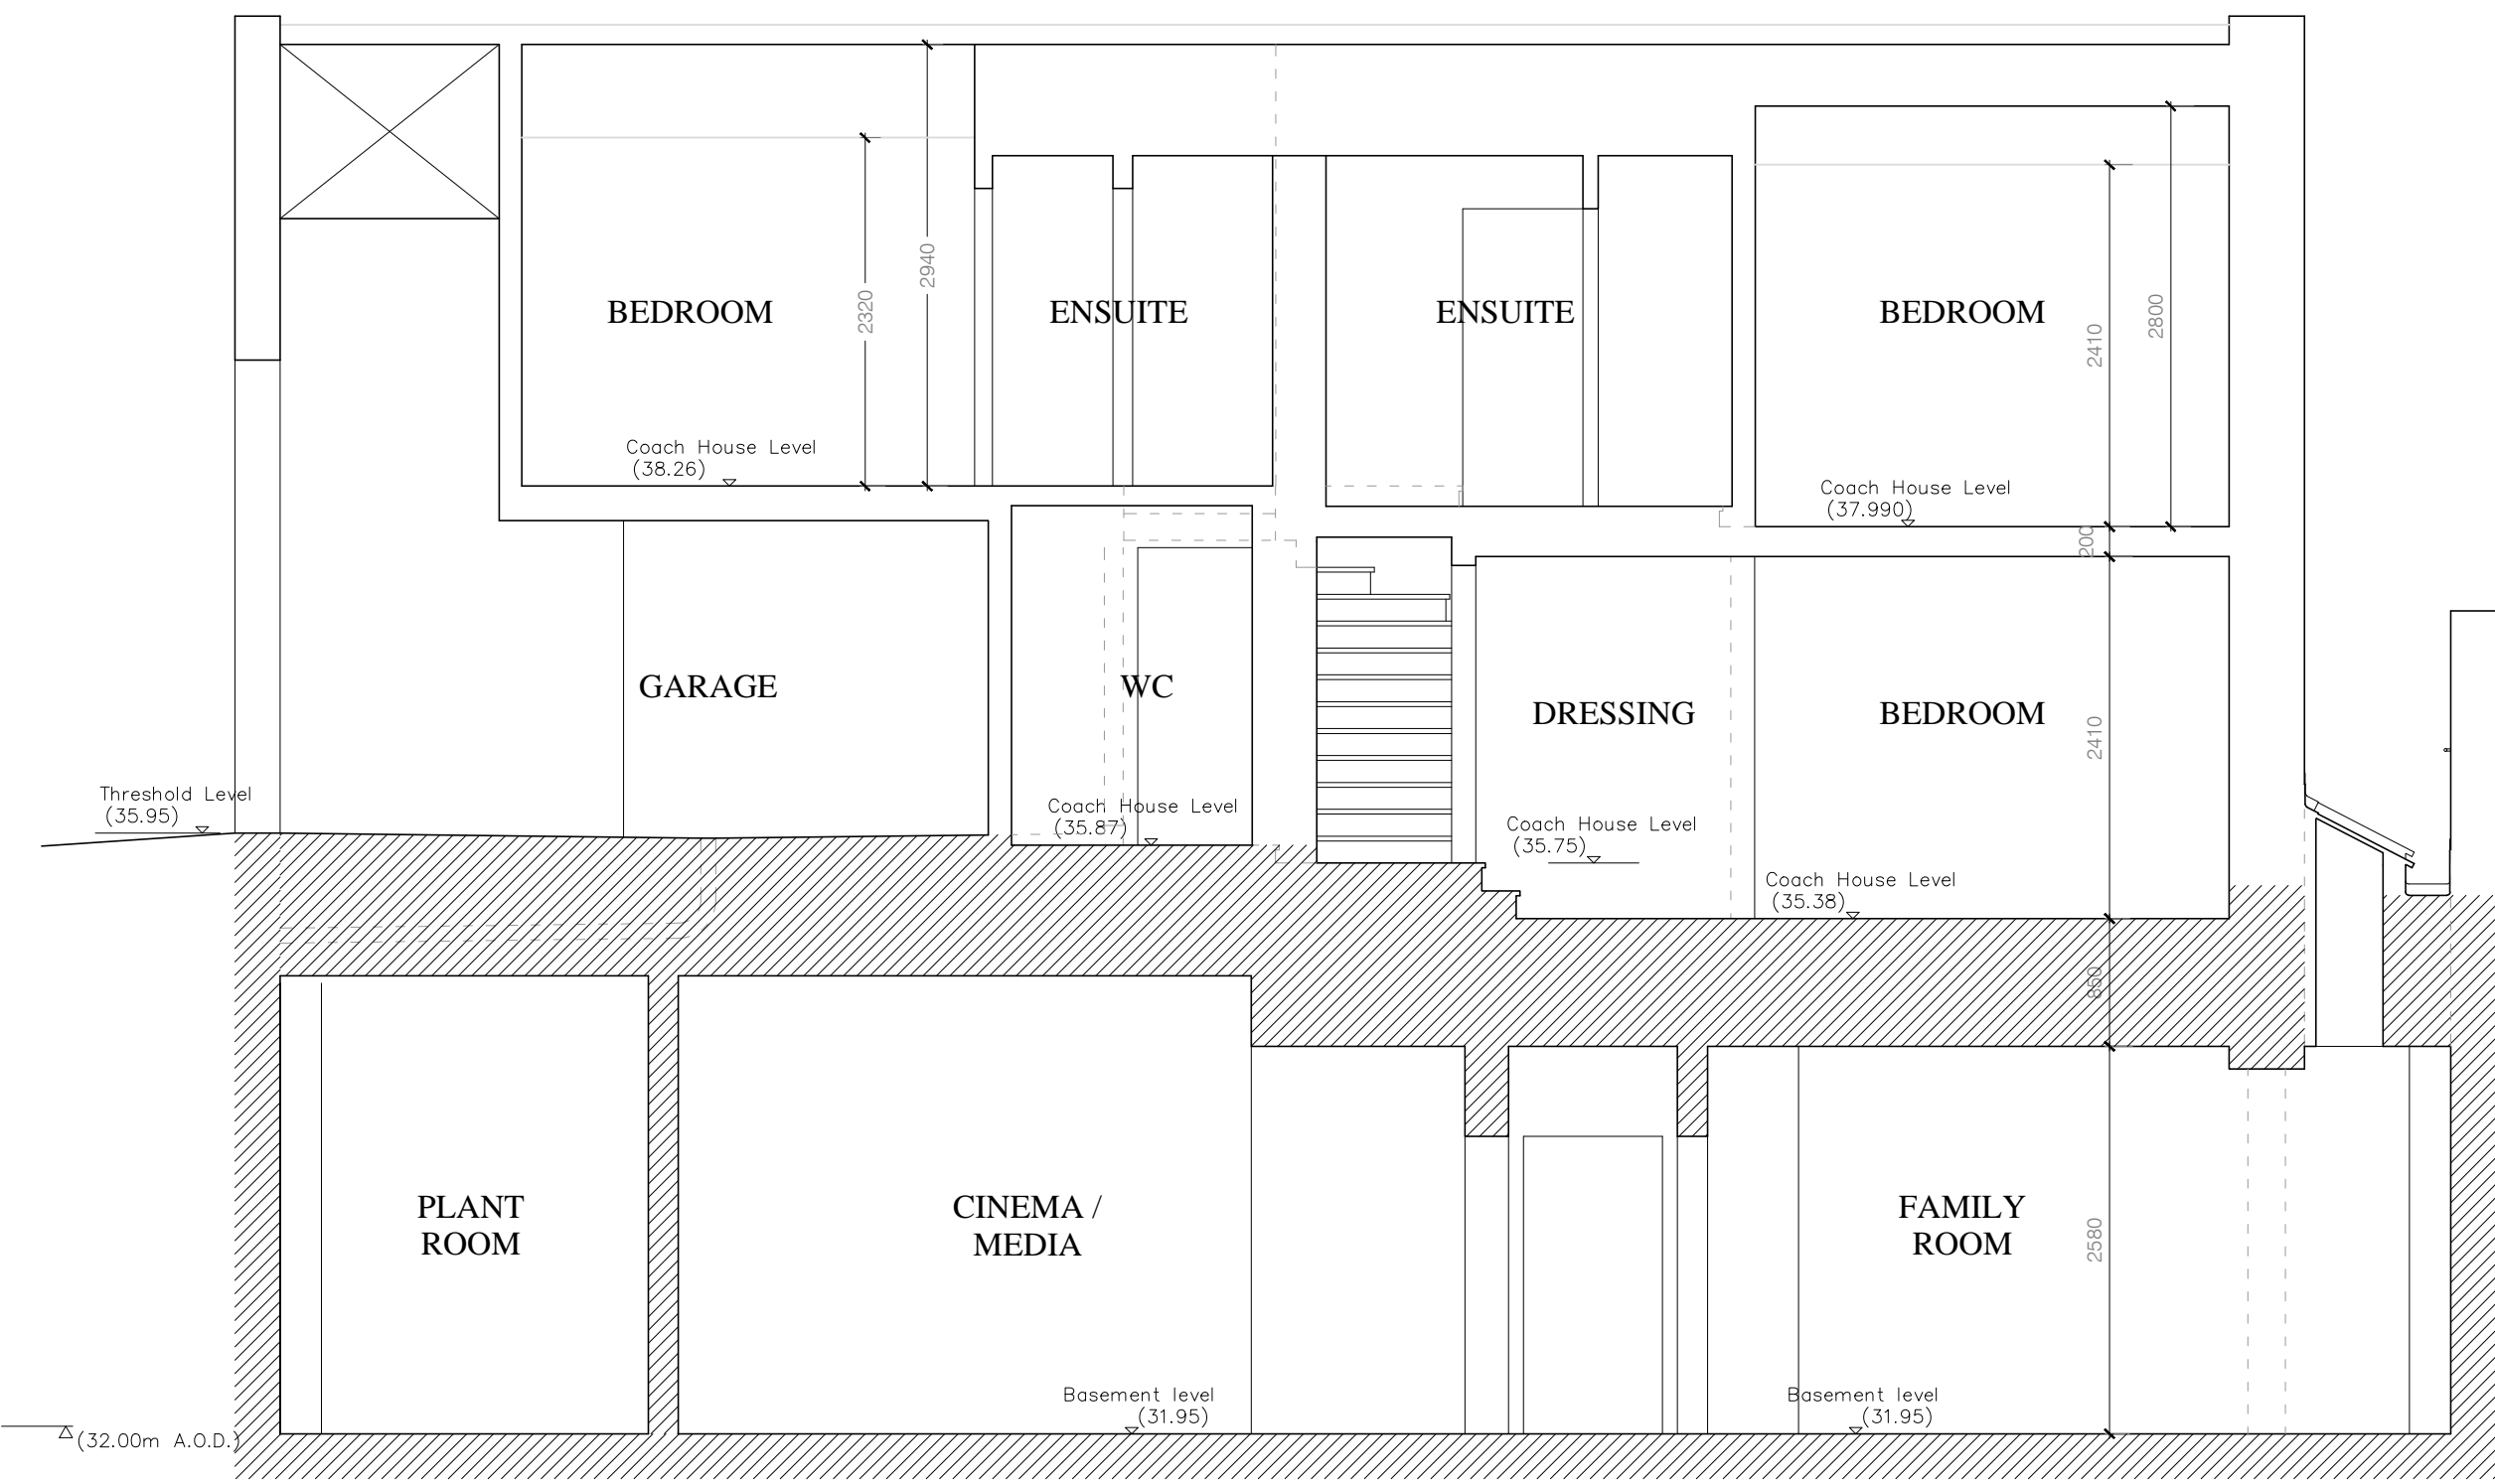 2940
2320
BEDROOM
ENSUITE
ENSUITE
BEDROOM
2410
2800
Coach House Level
(38.26)
Coach House Level
(37.990)
200
GARAGE
WC
DRESSING
BEDROOM
2410
Threshold Level
(35.95)
Coach House Level
(35.87)
Coach House Level
(35.75)
Coach House Level
(35.38)
850
PLANT
ROOM
CINEMA /
MEDIA
FAMILY
ROOM
2580
Basement level
(31.95)
Basement level
(31.95)
(32.00m A.O.D.)